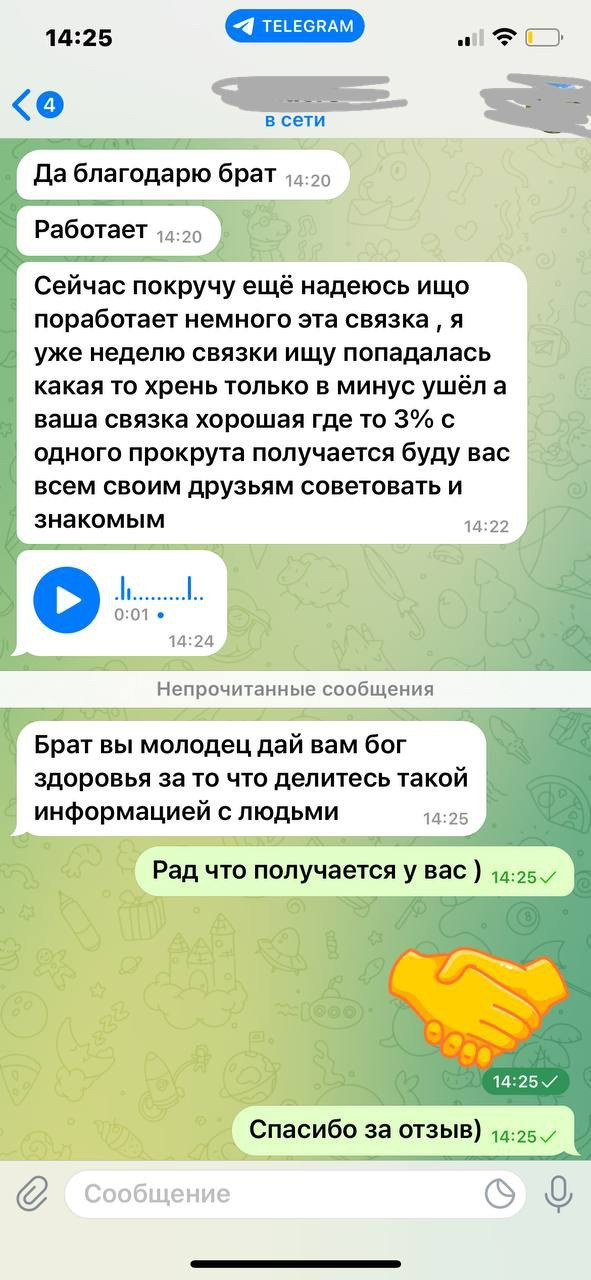 14:25
TELEGRAM
4
в сети
Да благодарю брат 14:20
Работает 14:20
Сейчас покручу ещё надеюсь ищо
поработает немного эта связка , я
уже неделю связки ищу попадалась
какая то хрень только в минус ушёл а
ваша связка хорошая где то 3% с
одного прокрута получается буду вас
всем своим друзьям советовать и
знакомым 14:22
0:01
14:24
Непрочитанные сообщения
Брат вы молодец дай вам бог
здоровья за то что делитесь такой
информацией с людьми 14:25
Рад что получается у вас ) 14:25
14:25
Спасибо за отзыв) 14:25
Сообщение